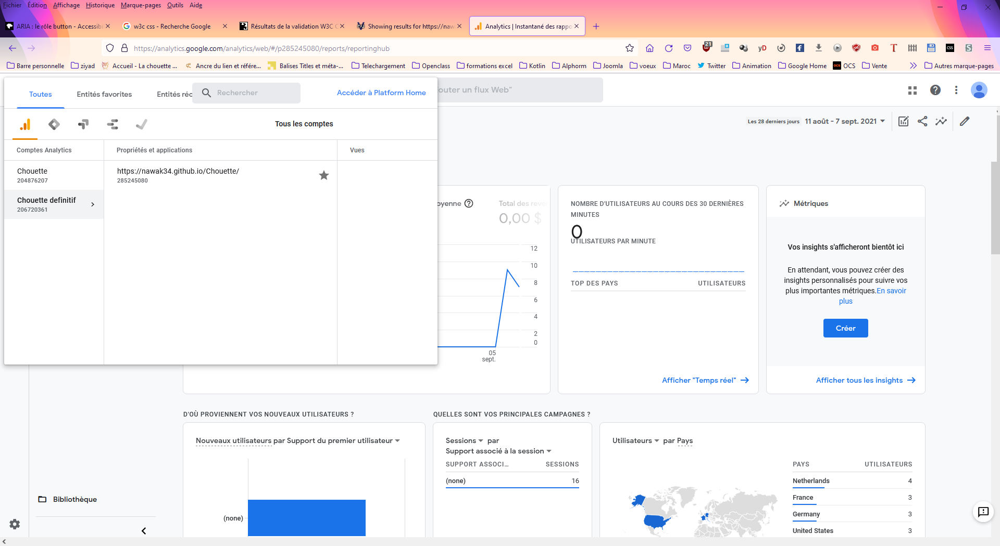 Fichier Édition Affichage Historique Marque-pages Outils Aide
ARIA : le rôle button - Accessibi
w3c css - Recherche Google
Résultats de la validation W3C C
Showing results for https://naw
Analytics | Instantané des rappo
https://analytics.google.com/analytics/web/#/p285245080/reports/reportinghub
21
yD
CSS
Barre personnelle
ziyad
Accueil - La chouette ...
Ancre du lien et référe...
Balises Titles et méta-...
Telechargement
Openclass
formations excel
Kotlin
Alphorm
Joomla
voeux
Maroc
Twitter
Animation
Google Home
OCS
OCS
Vente
Autres marque-pages
Toutes
Entités favorites
Entités réc
Rechercher
Accéder à Platform Home
outer un flux Web"
Tous les comptes
Les 28 derniers jours 11 août - 7 sept. 2021
Comptes Analytics
Propriétés et applications
Vues
Chouette
204876207
https://nawak34.github.io/Chouette/
285245080
Chouette definitif
206720361
oyenne
Total des reve
0,00 $
12
10
8
6
4
2
0
05
sept.
NOMBRE D'UTILISATEURS AU COURS DES 30 DERNIÈRES
MINUTES
0
UTILISATEURS PAR MINUTE
TOP DES PAYS
UTILISATEURS
Afficher "Temps réel"
Métriques
Vos insights s'afficheront bientôt ici
En attendant, vous pouvez créer des
insights personnalisés pour suivre vos
plus importantes métriques.En savoir
plus
Créer
Afficher tous les insights
D'OÙ PROVIENNENT VOS NOUVEAUX UTILISATEURS ?
QUELLES SONT VOS PRINCIPALES CAMPAGNES ?
Nouveaux utilisateurs par Support du premier utilisateur
(none)
Sessions par
Support associé à la session
SUPPORT ASSOCI...
SESSIONS
(none)
16
Utilisateurs par Pays
PAYS
UTILISATEURS
Netherlands
4
France
3
Germany
3
United States
3
Bibliothèque